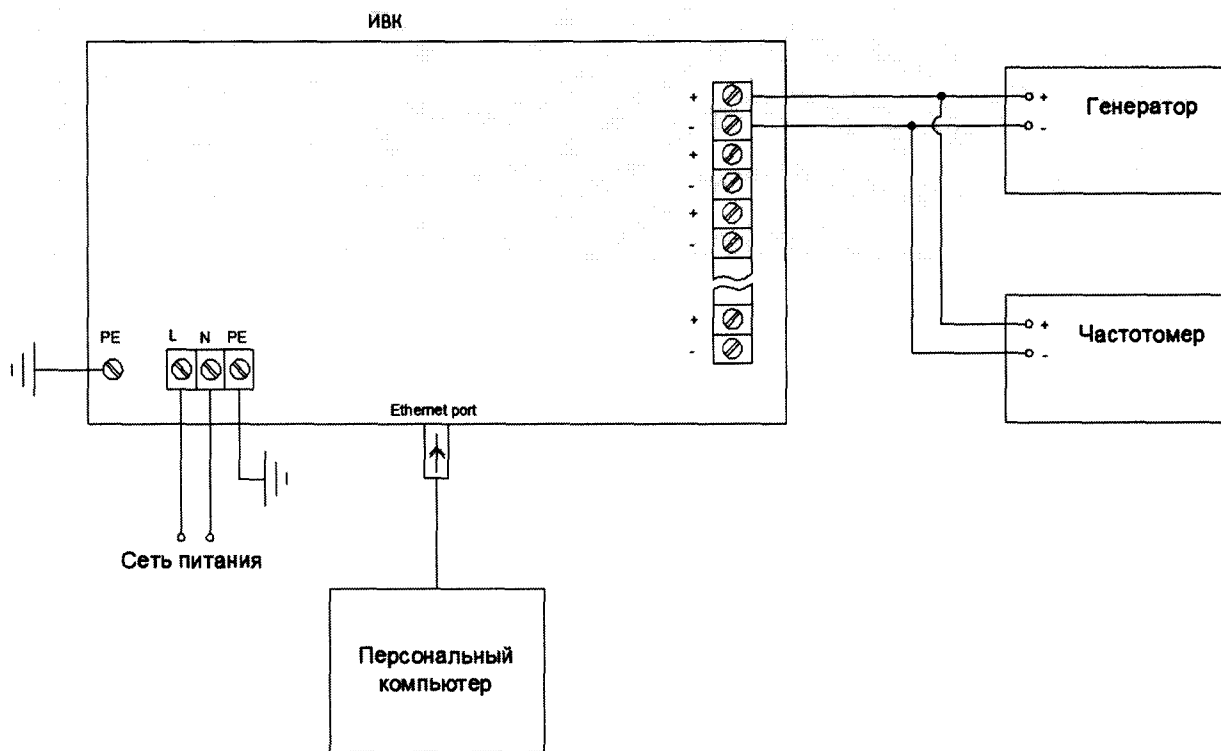 ИВК
+
-
+
-
+
-
+
-
+
-
Генератор
+
-
Частотомер
PE
L N PE
Ethernet port
Сеть питания
Персональный
компьютер